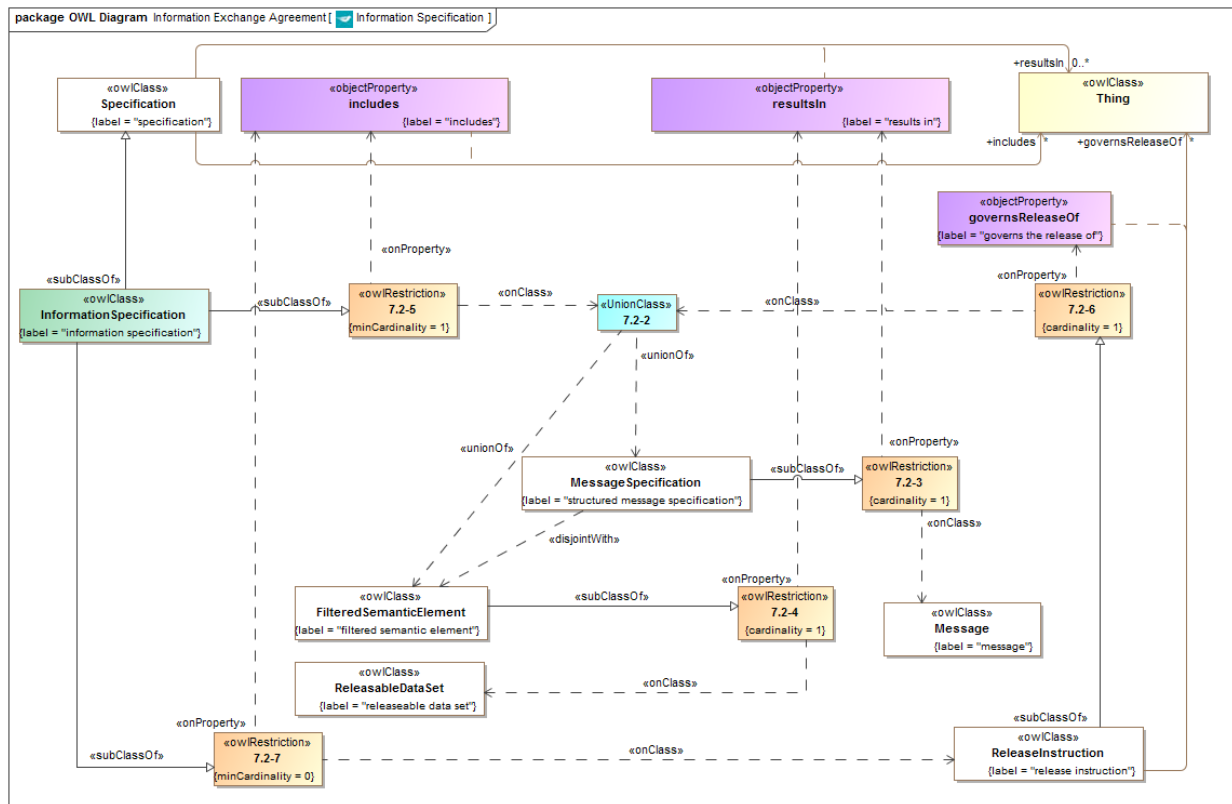 package OWL Diagram Information Exchange Agreement [ Information Specification ]
+resultsIn 0..*
«owlClass»
Specification
{label = "specification"}
«objectProperty»
includes
{label = "includes"}
«objectProperty»
resultsIn
{label = "results in"}
«owlClass»
Thing
+includes *
+governsReleaseOf *
«objectProperty»
governsReleaseOf
{label = "governs the release of"}
«onProperty»
«subClassOf»
«onProperty»
«owlClass»
InformationSpecification
{label = "information specification"}
«subClassOf»
«owlRestriction»
7.2-5
{minCardinality = 1}
«onClass»
«UnionClass»
7.2-2
«onClass»
«owlRestriction»
7.2-6
{cardinality = 1}
«unionOf»
«unionOf»
«onProperty»
«owlClass»
MessageSpecification
{label = "structured message specification"}
«subClassOf»
«owlRestriction»
7.2-3
{cardinality = 1}
«onClass»
«disjointWith»
«onProperty»
«owlClass»
FilteredSemanticElement
{label = "filtered semantic element"}
«subClassOf»
«owlRestriction»
7.2-4
{cardinality = 1}
«owlClass»
Message
{label = "message"}
«owlClass»
ReleasableDataSet
{label = "releaseable data set"}
«onClass»
«onProperty»
«subClassOf»
«subClassOf»
«owlRestriction»
7.2-7
{minCardinality = 0}
«onClass»
«owlClass»
ReleaseInstruction
{label = "release instruction"}